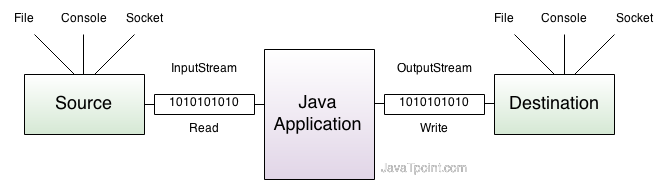 File Console Socket
File Console Socket
InputStream
OutputStream
Source
1010101010
Java
Application
1010101010
Destination
Read
Write
JavaTpoint.com